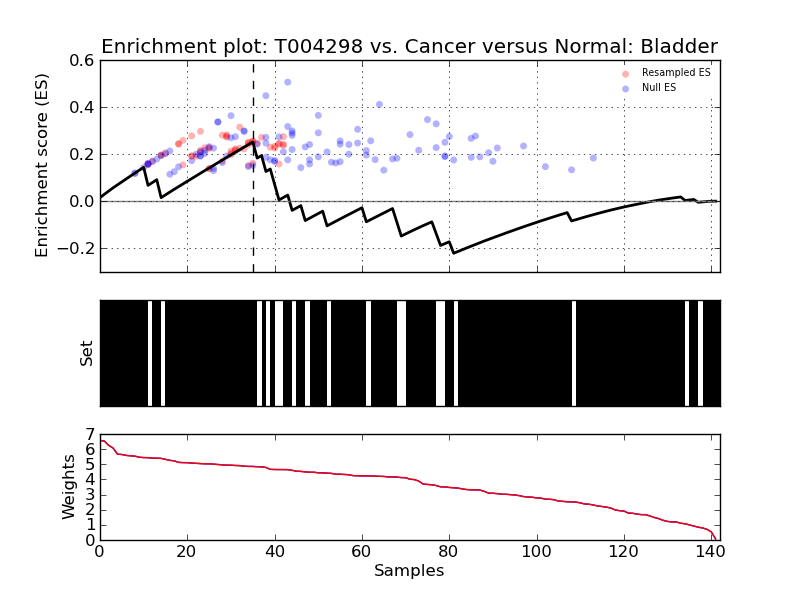 Enrichment plot: T004298 vs. Cancer versus Normal: Bladder
Enrichment score (ES)
0.6
0.4
0.2
0.0
−0.2
Resampled ES
Null ES
Set
Weights
7
6
5
4
3
2
1
0
0 20 40 60 80 100 120 140
Samples